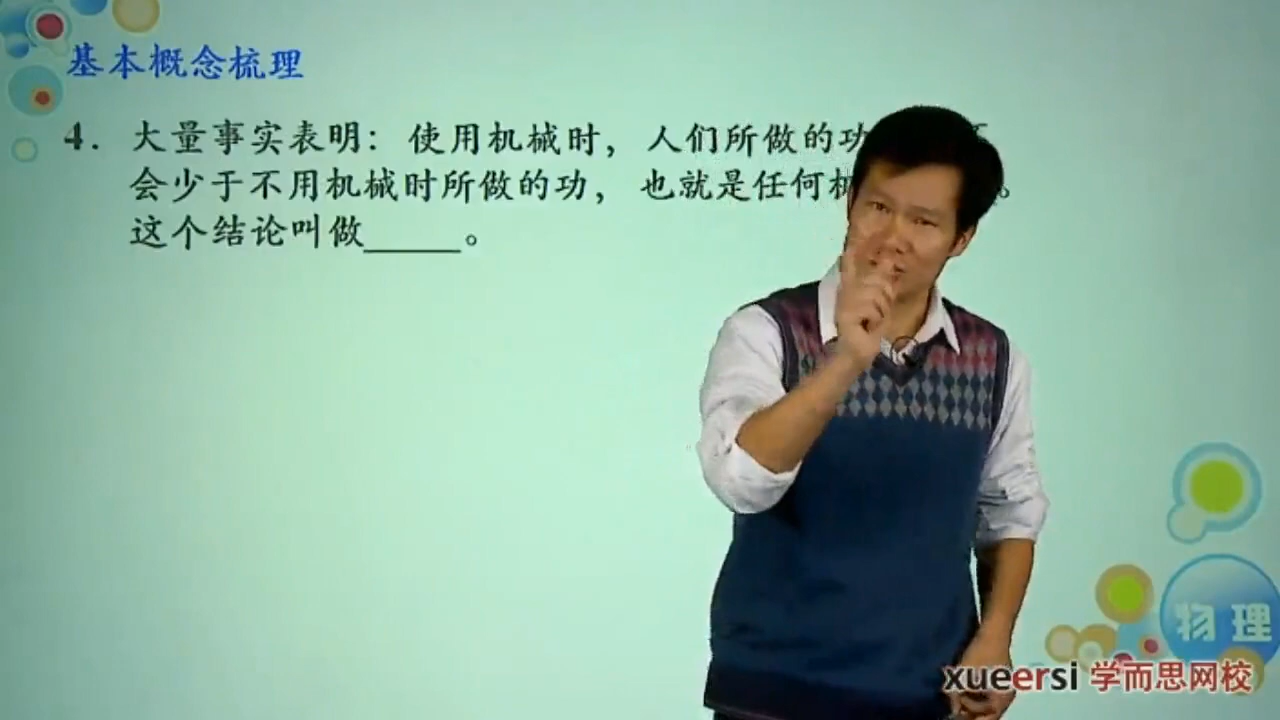 基本概念梳理
4. 大量事实表明：使用机械时，人们所做的功
会少于不用机械时所做的功，也就是任何机 。
这个结论叫做_____。
物理
xueersi 学而思网校